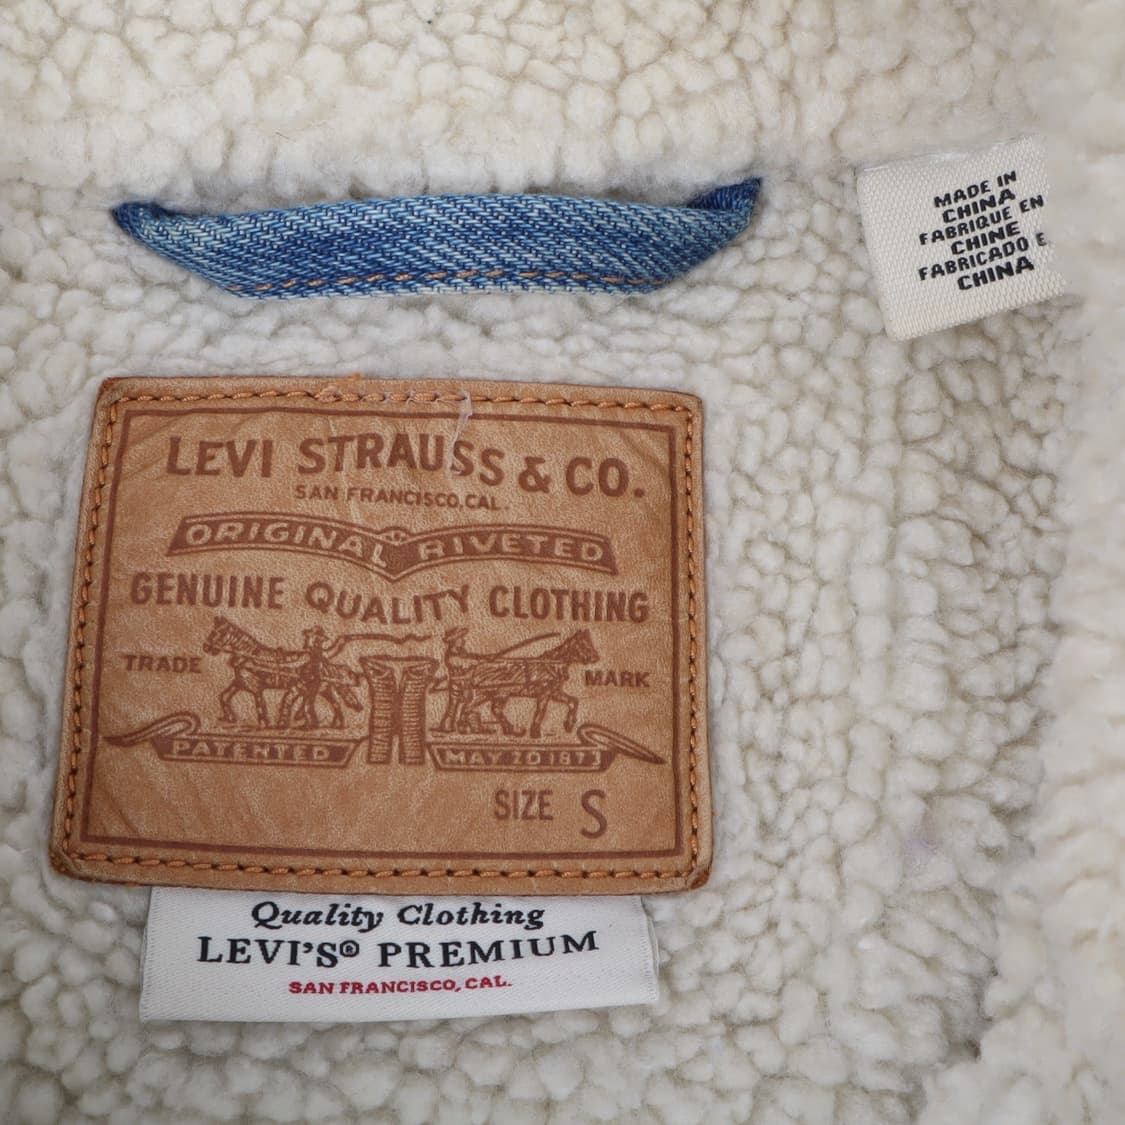 MADE IN
CHINA
FABRIQUE EN
CHINE
FABRICADO E
CHINA
LEVI STRAUSS & CO.
SAN FRANCISCO, CAL.
ORIGINAL RIVETED
GENUINE QUALITY CLOTHING
TRADE MARK
PATENTED MAY 20 1873
SIZE S
Quality Clothing
LEVI'S® PREMIUM
SAN FRANCISCO, CAL.